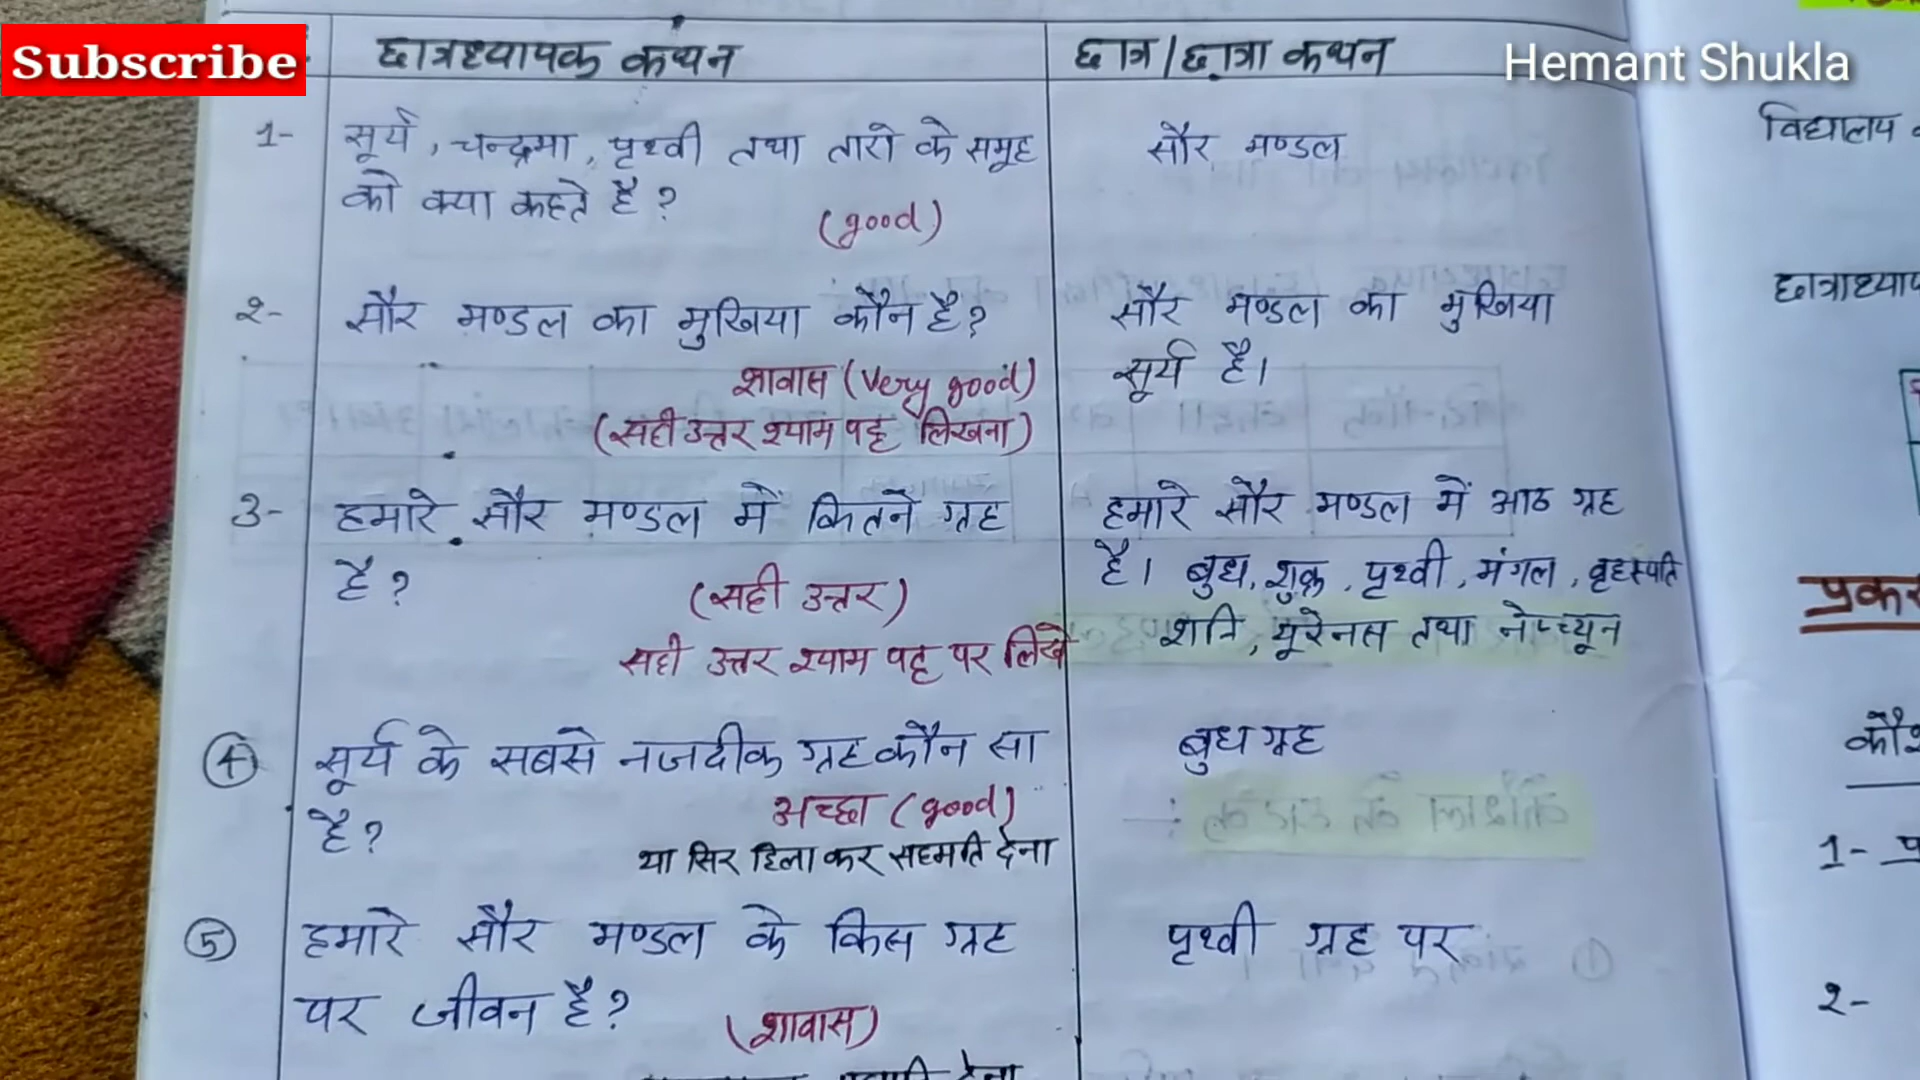 Subscribe
छात्रध्यापक कथन
छात्र/छात्रा कथन
Hemant Shukla
1- सूर्य, चन्द्रमा, पृथ्वी तथा तारो के समूह
को क्या कहते है?
(good)
सौर मण्डल
2- सौर मण्डल का मुखिया कौन है?
शावास (Very good)
(सही उत्तर श्याम पट्ट लिखना)
सौर मण्डल का मुखिया
सूर्य है।
3- हमारे सौर मण्डल में कितने ग्रह
है?
(सही उत्तर)
सही उत्तर श्याम पट्ट पर लिखे
हमारे सौर मण्डल में आठ ग्रह
है। बुध, शुक्र, पृथ्वी, मंगल, वृहस्पति
शनि, यूरेनस तथा नेप्च्यून
4 सूर्य के सबसे नजदीक ग्रह कौन सा
है?
अच्छा (good)
या सिर हिला कर सहमति देना
बुध ग्रह
5 हमारे सौर मण्डल के किस ग्रह
पर जीवन है?
(शावास)
देना
पृथ्वी ग्रह पर
विद्यालय
1-
2-